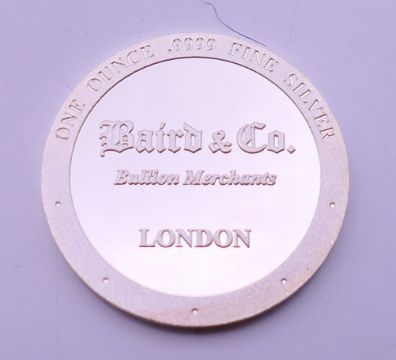 ONE OUNCE .9999 FINE SILVER
Baird & Co.
Bullion Merchants
LONDON